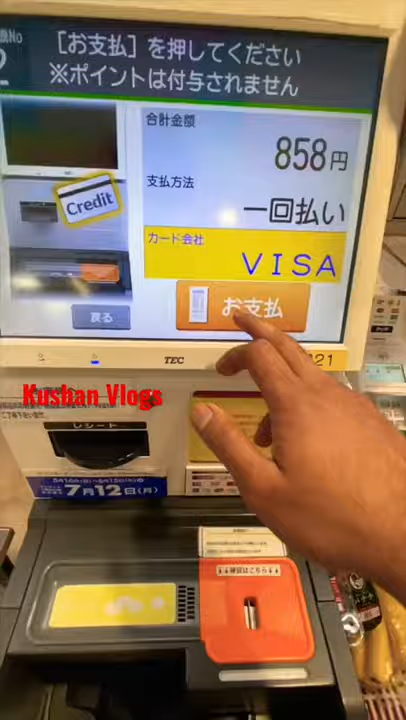 [お支払]を押してください
※ポイントは付与されません
合計金額
858円
支払方法
一回払い
カード会社
VISA
Credit
お支払
戻る
TEC
21
Kushan Vlogs
レシート
7月12日(月)